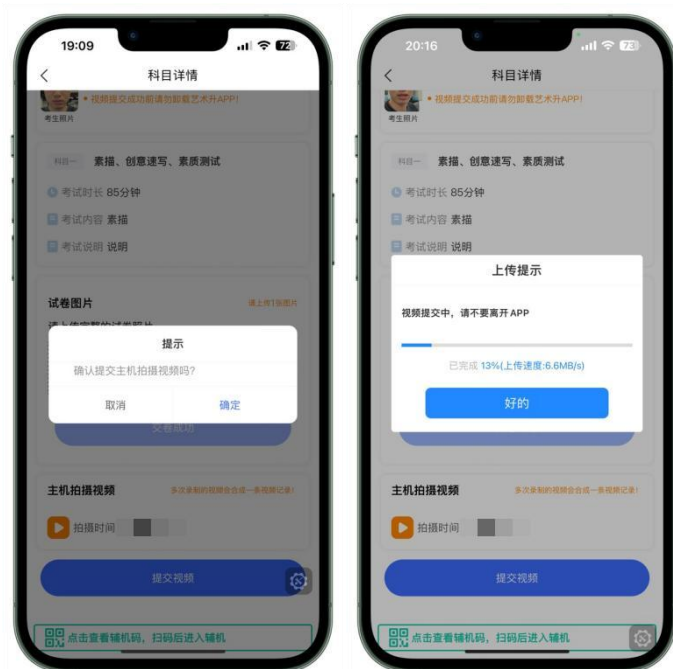 19:09
72
科目详情
• 视频提交成功前请勿卸载艺术升APP!
考生照片
科目一 素描、创意速写、素质测试
考试时长 85分钟
考试内容 素描
考试说明 说明
试卷图片 请上传1张图片
请上传完整的试卷照片
提示
确认提交主机拍摄视频吗?
取消 确定
交卷成功
主机拍摄视频 多次录制的视频会合成一条视频记录!
拍摄时间
提交视频
点击查看辅机码，扫码后进入辅机
20:16
科目详情
• 视频提交成功前请勿卸载艺术升APP!
考生照片
科目一 素描、创意速写、素质测试
考试时长 85分钟
考试内容 素描
考试说明 说明
上传提示
视频提交中，请不要离开 APP
已完成 13%(上传速度:6.6MB/s)
好的
主机拍摄视频 多次录制的视频会合成一条视频记录!
拍摄时间
提交视频
点击查看辅机码，扫码后进入辅机